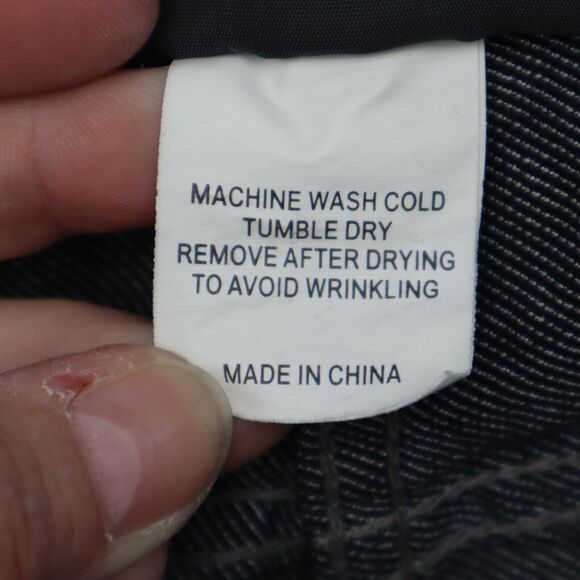 MACHINE WASH COLD
TUMBLE DRY
REMOVE AFTER DRYING
TO AVOID WRINKLING
MADE IN CHINA